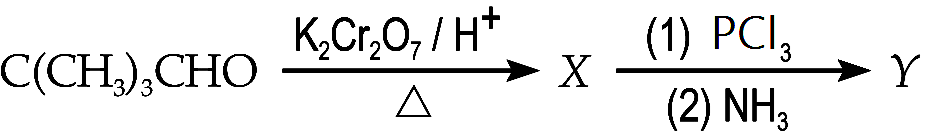 C(CH₃)₃CHO K₂Cr₂O₇ / H⁺ △ X (1) PCl₃ (2) NH₃ Y